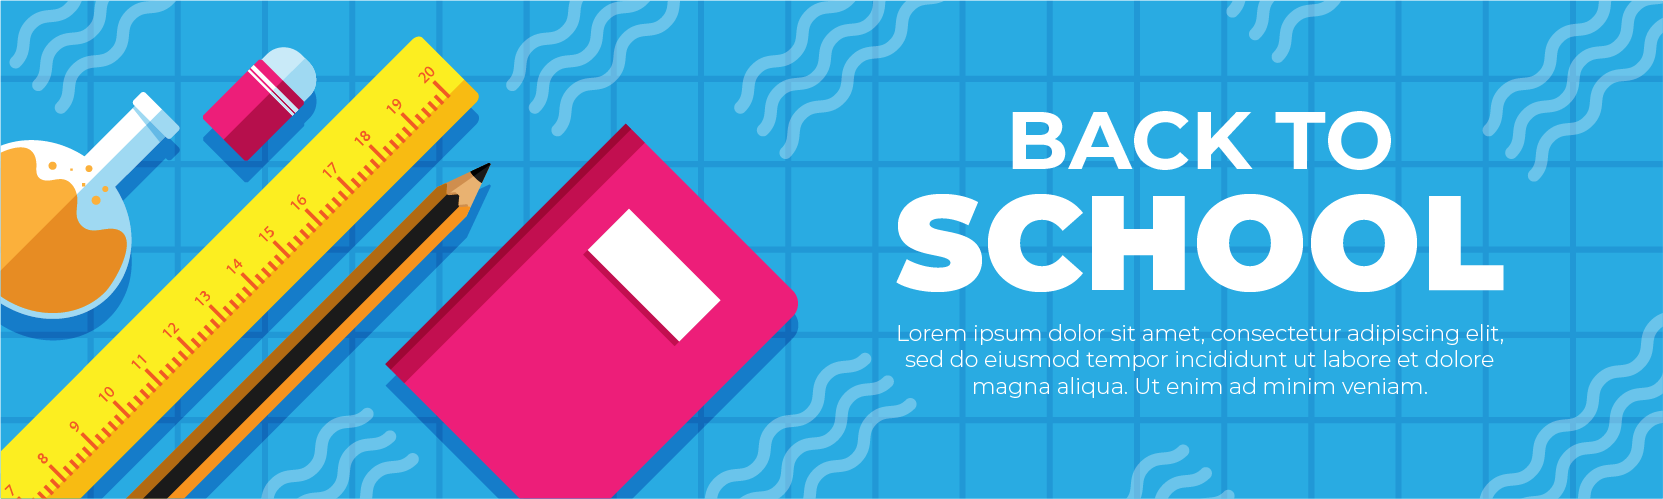 20
19
18
17
16
15
14
13
12
11
10
9
8
7
BACK TO
SCHOOL
Lorem ipsum dolor sit amet, consectetur adipiscing elit,
sed do eiusmod tempor incididunt ut labore et dolore
magna aliqua. Ut enim ad minim veniam.